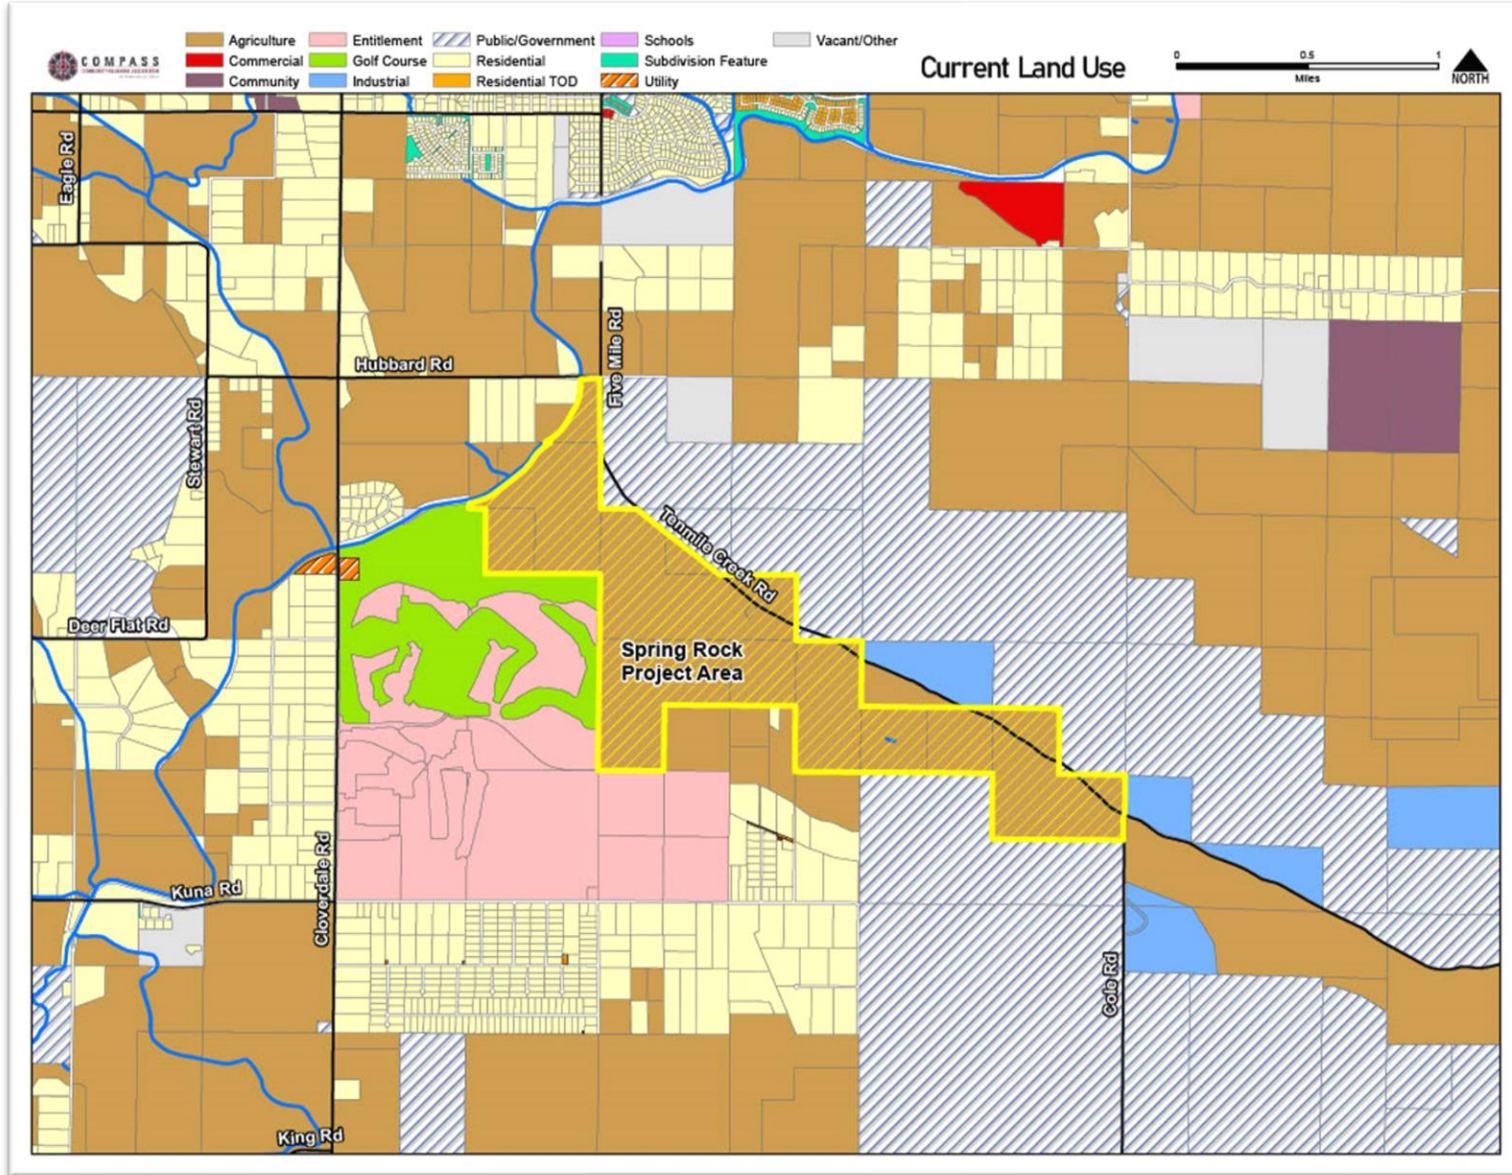 COMPASS
Agriculture
Commercial
Community
Entitlement
Golf Course
Industrial
Public/Government
Residential
Residential TOD
Schools
Subdivision Feature
Utility
Vacant/Other
Current Land Use
0 0.5 1
Miles
NORTH
Eagle Rd
Hubbard Rd
Five Mile Rd
Stewart Rd
Tenmile Creek Rd
Deer Flat Rd
Spring Rock
Project Area
Cloverdale Rd
Kuna Rd
Cole Rd
King Rd